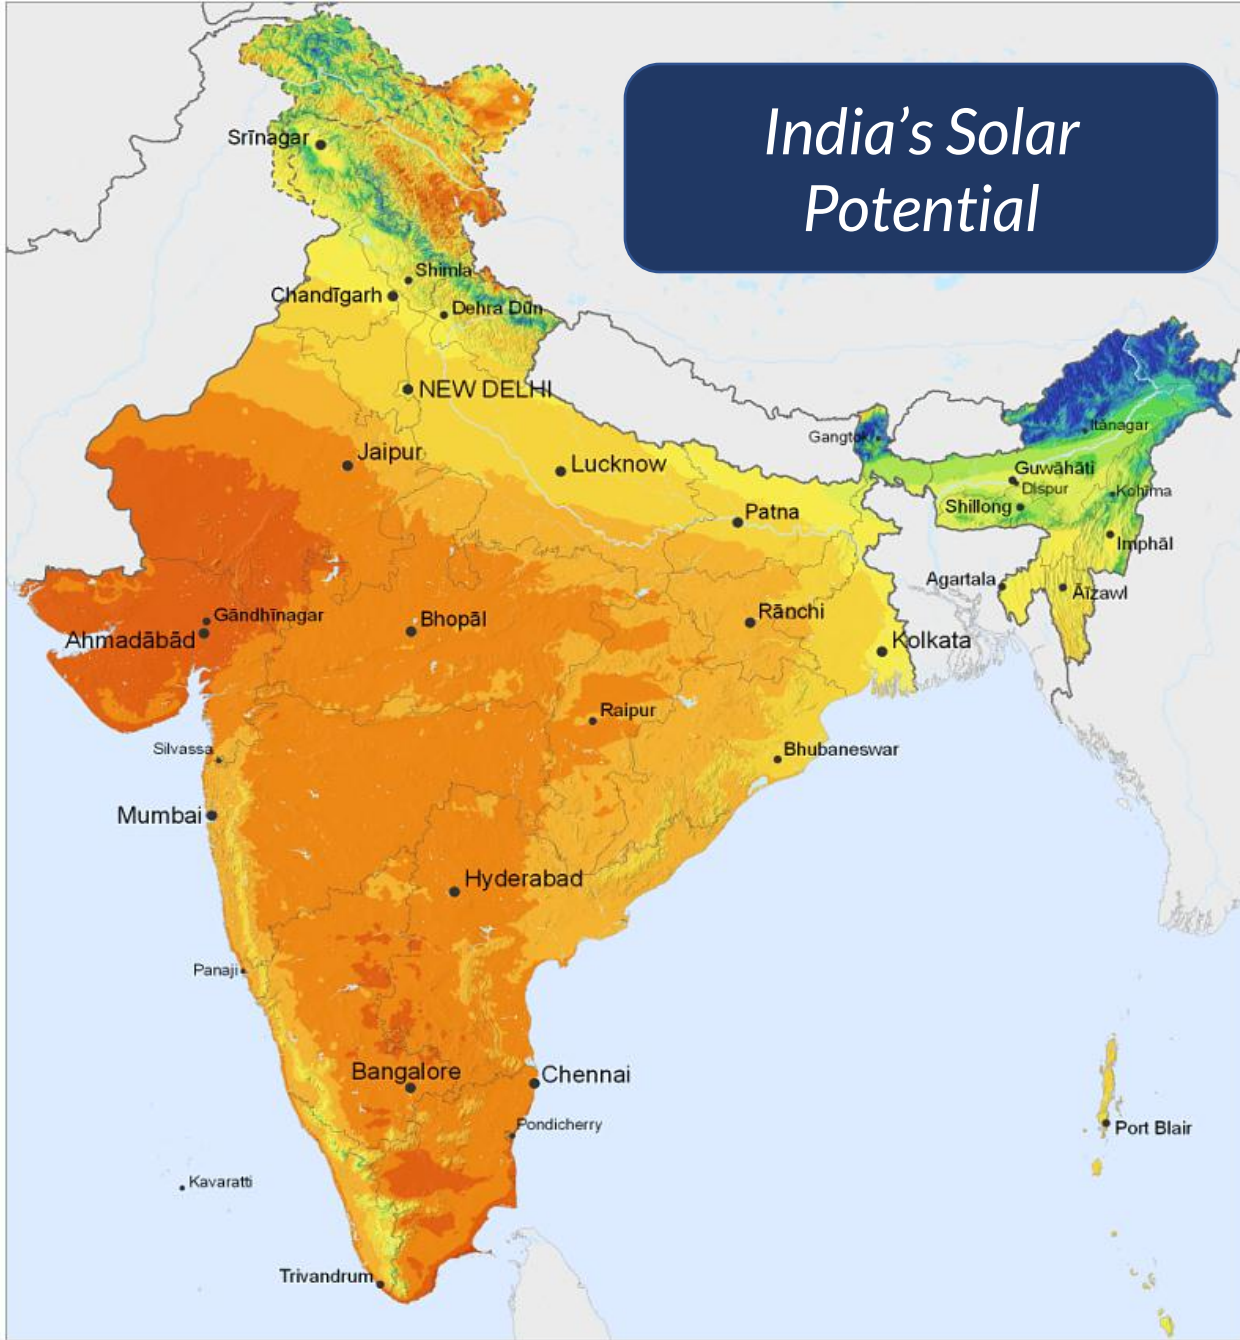 India’s Solar
Potential
Srīnagar
Shimla
Chandīgarh
Dehra Dūn
NEW DELHI
Gangtok
Itānagar
Jaipur
Lucknow
Guwāhāti
Dispur
Kohīma
Shillong
Patna
Imphāl
Agartala
Āīzawl
Gāndhīnagar
Ahmadābād
Bhopāl
Rānchi
Kolkata
Raipur
Silvassa
Bhubaneswar
Mumbai
Hyderabad
Panaji
Bangalore
Chennai
Pondicherry
Port Blair
Kavaratti
Trivandrum